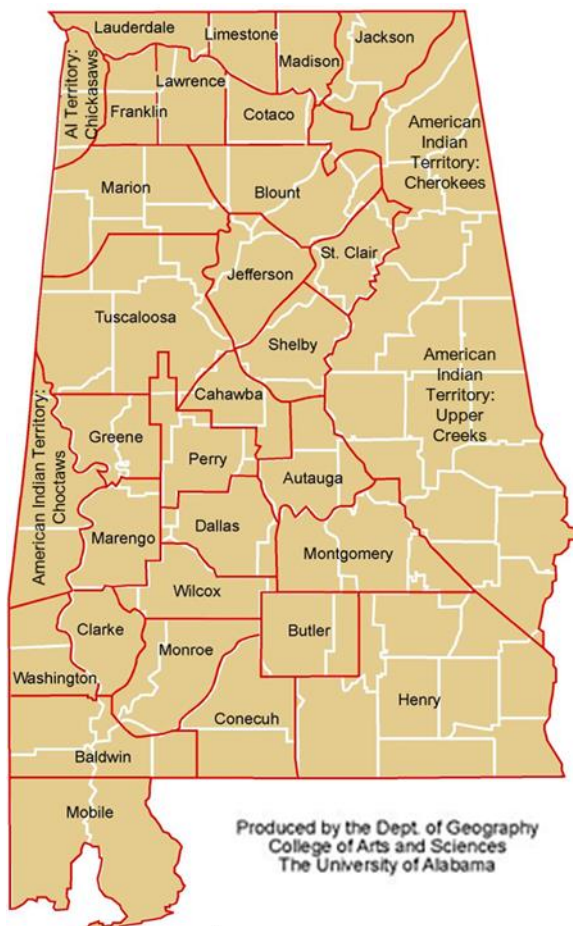 Lauderdale
Limestone
Madison
Jackson
AI Territory:
Chickasaws
Lawrence
Franklin
Cotaco
American
Indian
Territory:
Cherokees
Marion
Blount
St. Clair
Jefferson
Tuscaloosa
Shelby
American
Indian
Territory:
Upper
Creeks
Cahawba
American Indian Territory:
Choctaws
Greene
Perry
Autauga
Dallas
Marengo
Montgomery
Wilcox
Clarke
Butler
Monroe
Washington
Henry
Conecuh
Baldwin
Mobile
Produced by the Dept. of Geography
College of Arts and Sciences
The University of Alabama